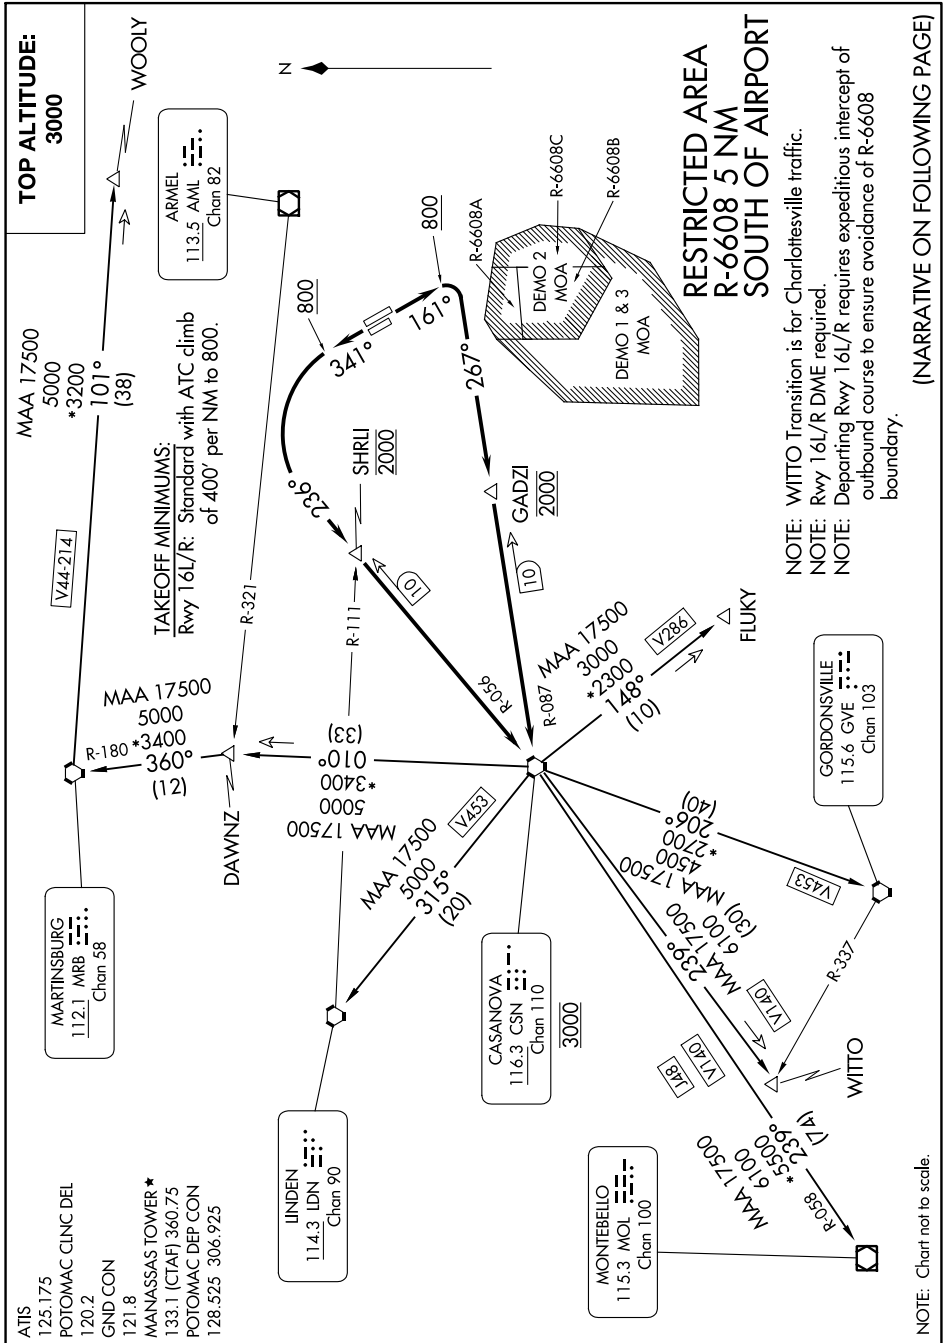 ATIS
125.175
POTOMAC CLNC DEL
120.2
GND CON
121.8
MANASSAS TOWER★
133.1 (CTAF) 360.75
POTOMAC DEP CON
128.525 306.925
TOP ALTITUDE:
3000
MARTINSBURG
112.1 MRB
Chan 58
MAA 17500
5000
*3200
101°
(38)
V44-214
WOOLY
ARMEL
113.5 AML
Chan 82
TAKEOFF MINIMUMS:
Rwy 16L/R: Standard with ATC climb
of 400' per NM to 800.
MAA 17500
5000
*3400
R-180
360°
(12)
DAWNZ
R-321
N
LINDEN
114.3 LDN
Chan 90
R-111
MAA 17500
5000
*3400
010°
(33)
MAA 17500
5000
315°
(20)
V453
236°
SHRLI
2000
10
R-056
341°
800
161°
800
267°
GADZI
2000
10
R-087
R-6608A
R-6608C
R-6608B
DEMO 2
MOA
DEMO 1 & 3
MOA
CASANOVA
116.3 CSN
Chan 110
3000
MAA 17500
3000
*2300
148°
(10)
V286
FLUKY
MAA 17500
4500
*2700
206°
(40)
V453
239°
MAA 17500
6100
(30)
V140
J48
V140
MONTEBELLO
115.3 MOL
Chan 100
MAA 17500
6100
*5500
239°
(74)
R-058
WITTO
R-337
GORDONSVILLE
115.6 GVE
Chan 103
RESTRICTED AREA
R-6608 5 NM
SOUTH OF AIRPORT
NOTE: WITTO Transition is for Charlottesville traffic.
NOTE: Rwy 16L/R DME required.
NOTE: Departing Rwy 16L/R requires expeditious intercept of
outbound course to ensure avoidance of R-6608
boundary.
NOTE: Chart not to scale.
(NARRATIVE ON FOLLOWING PAGE)